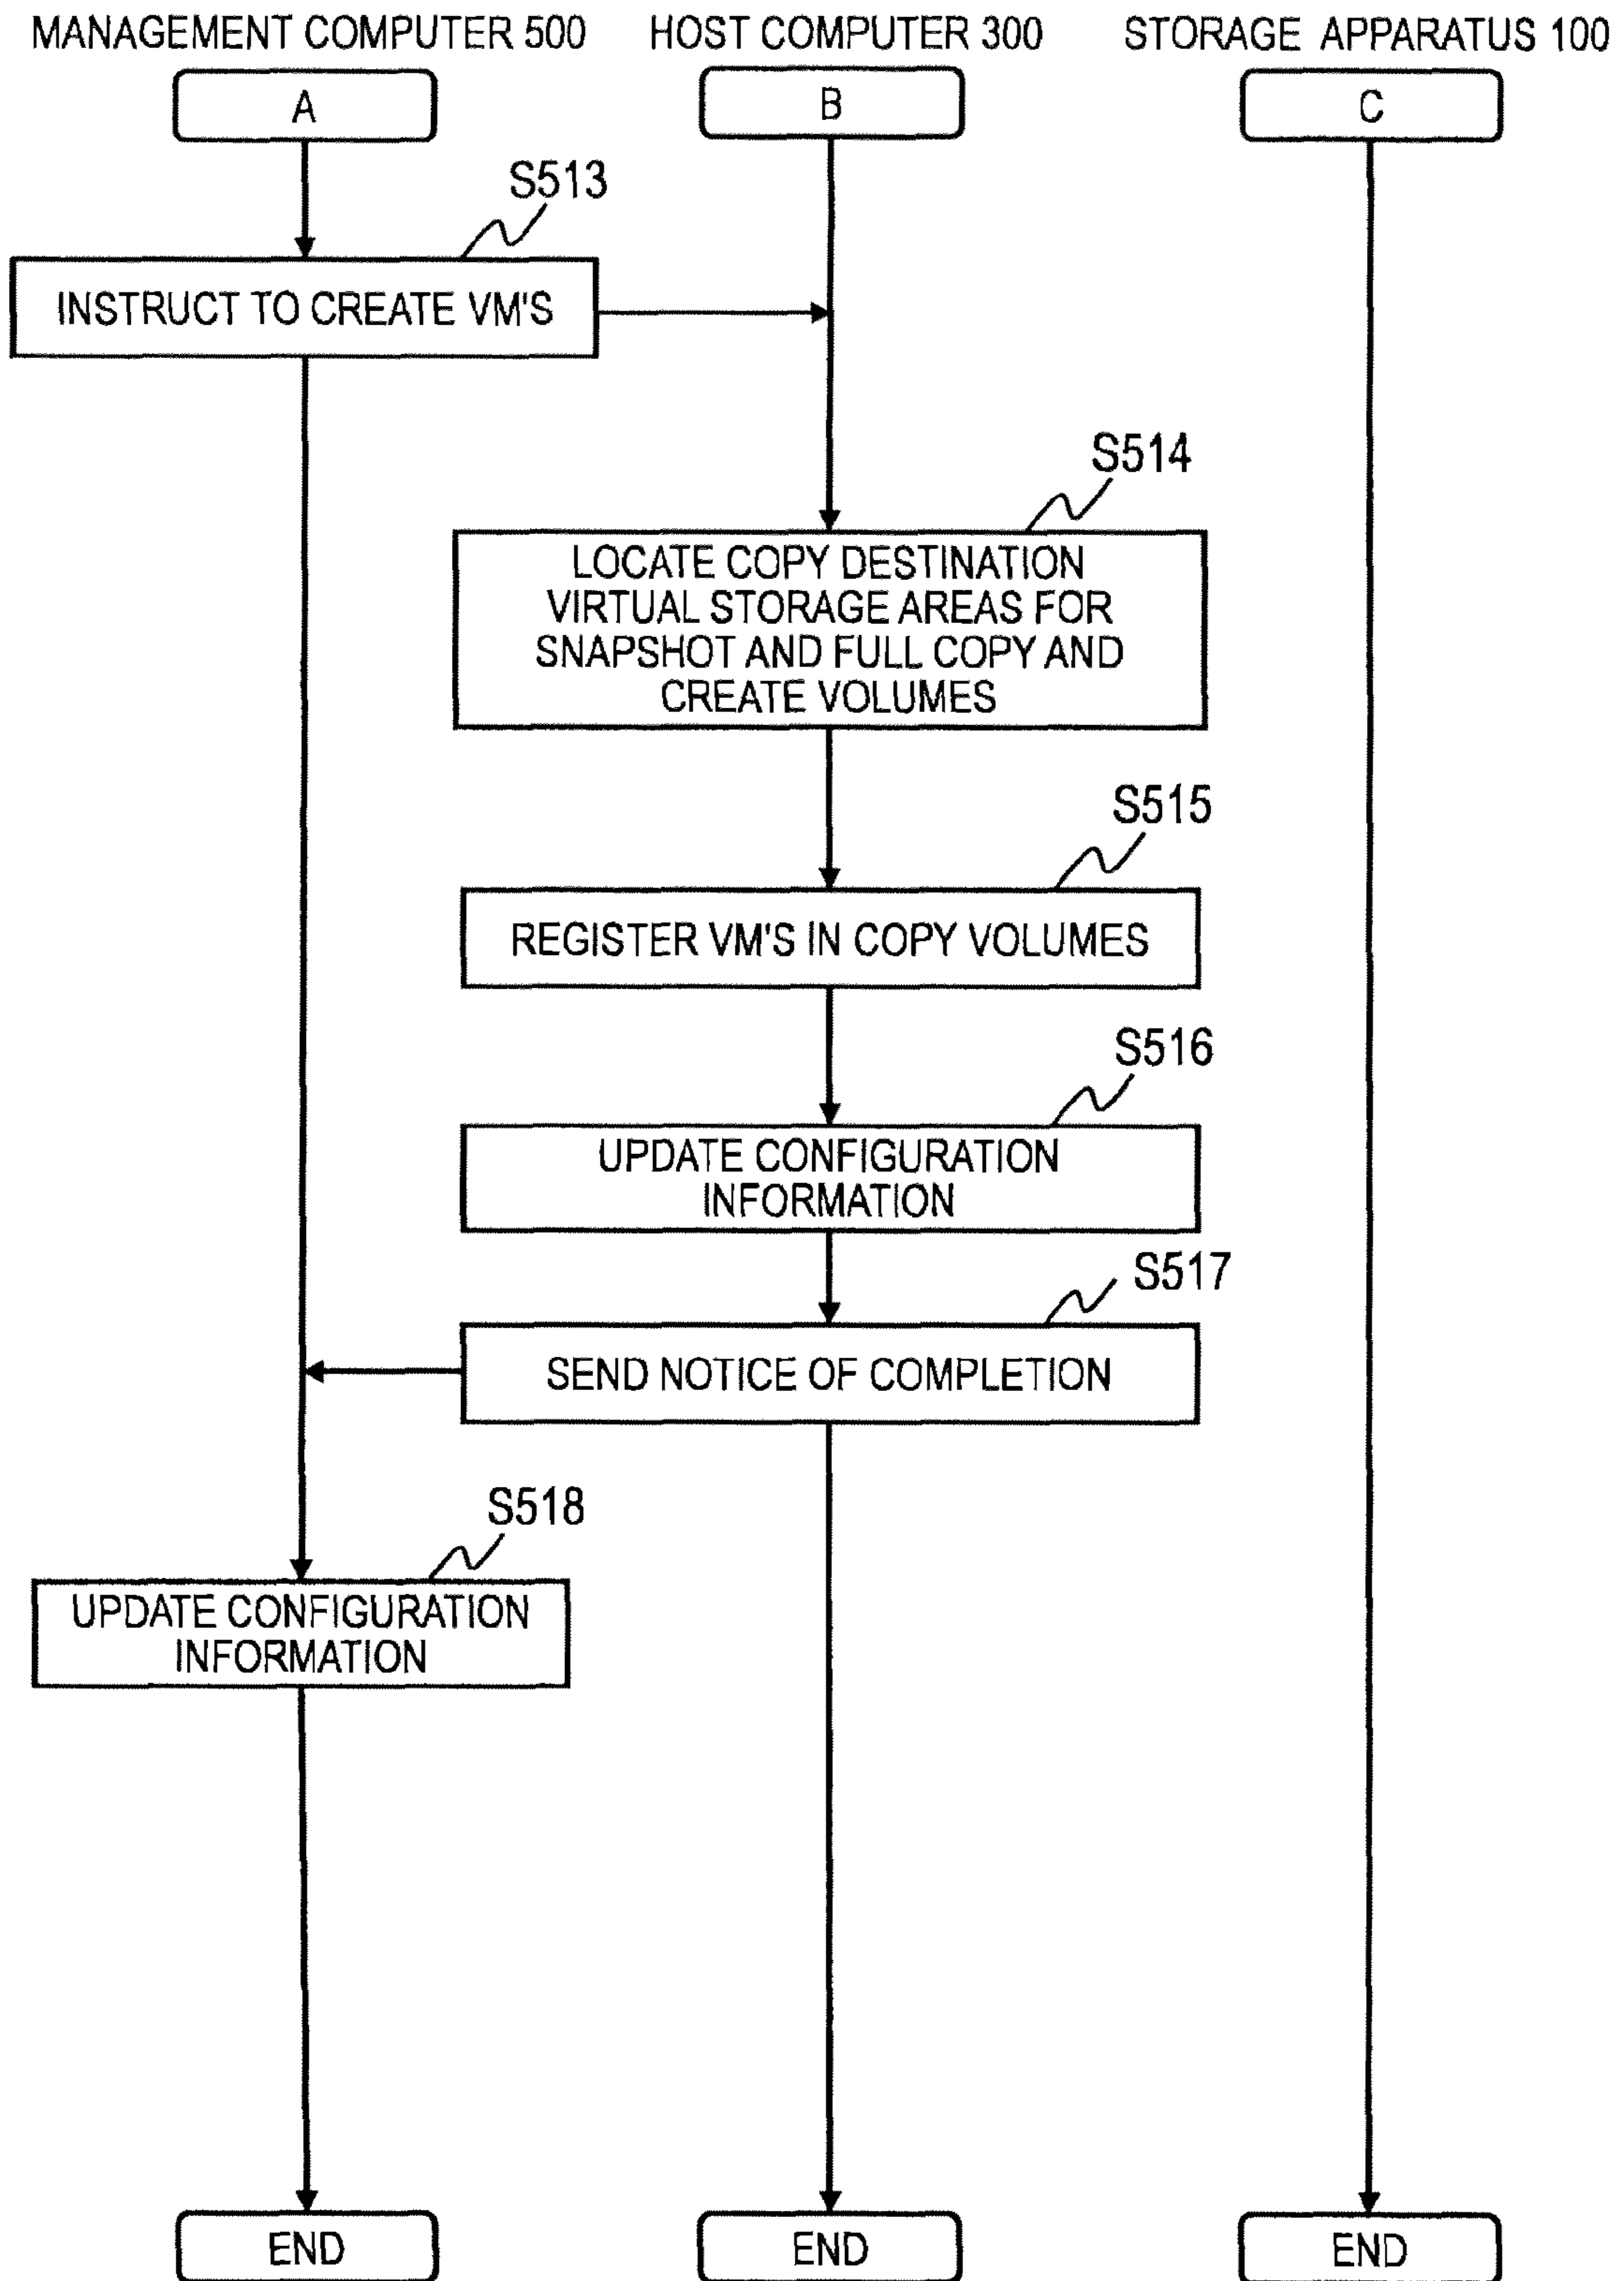 MANAGEMENT COMPUTER 500
HOST COMPUTER 300
STORAGE APPARATUS 100
A
B
C
S513
INSTRUCT TO CREATE VM'S
S514
LOCATE COPY DESTINATION
VIRTUAL STORAGE AREAS FOR
SNAPSHOT AND FULL COPY AND
CREATE VOLUMES
S515
REGISTER VM'S IN COPY VOLUMES
S516
UPDATE CONFIGURATION
INFORMATION
S517
SEND NOTICE OF COMPLETION
S518
UPDATE CONFIGURATION
INFORMATION
END
END
END